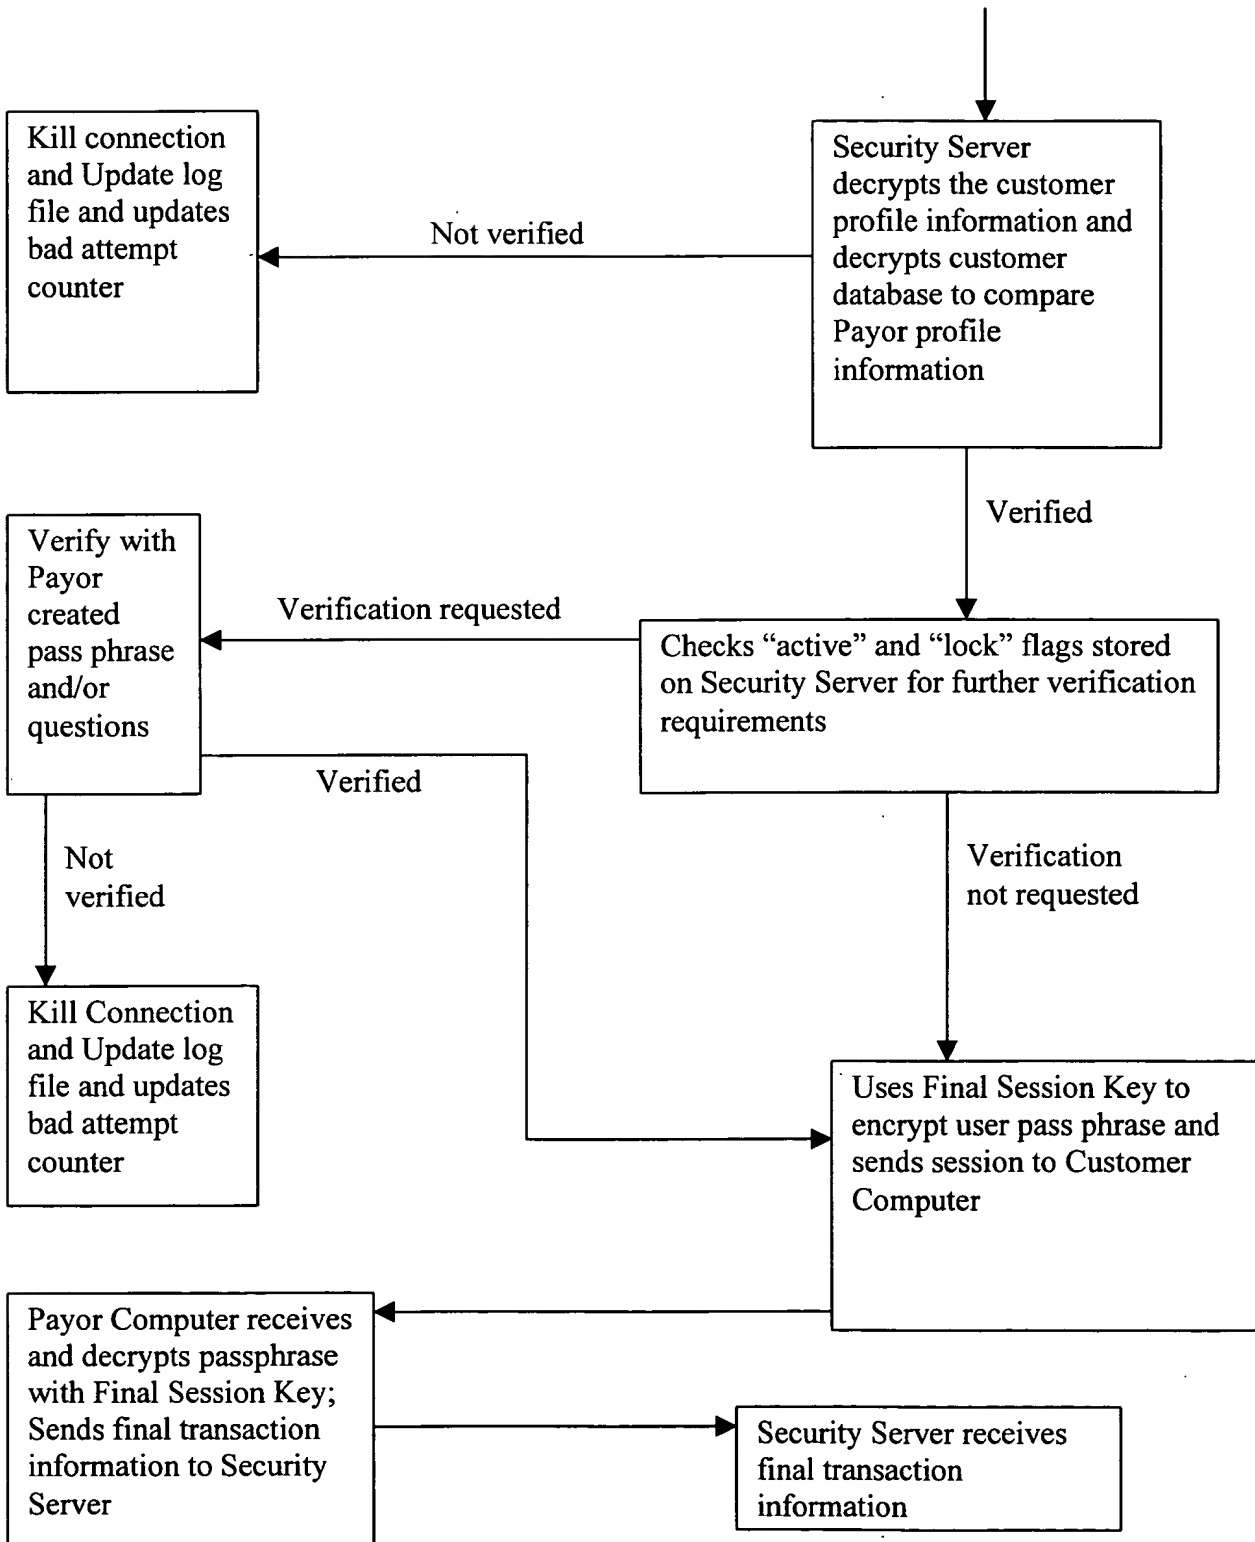 Kill connection
and Update log
file and updates
bad attempt
counter
Not verified
Security Server
decrypts the customer
profile information and
decrypts customer
database to compare
Payor profile
information
Verified
Verify with
Payor
created
pass phrase
and/or
questions
Verification requested
Checks “active” and “lock” flags stored
on Security Server for further verification
requirements
Verified
Not
verified
Verification
not requested
Kill Connection
and Update log
file and updates
bad attempt
counter
Uses Final Session Key to
encrypt user pass phrase and
sends session to Customer
Computer
Payor Computer receives
and decrypts passphrase
with Final Session Key;
Sends final transaction
information to Security
Server
Security Server receives
final transaction
information